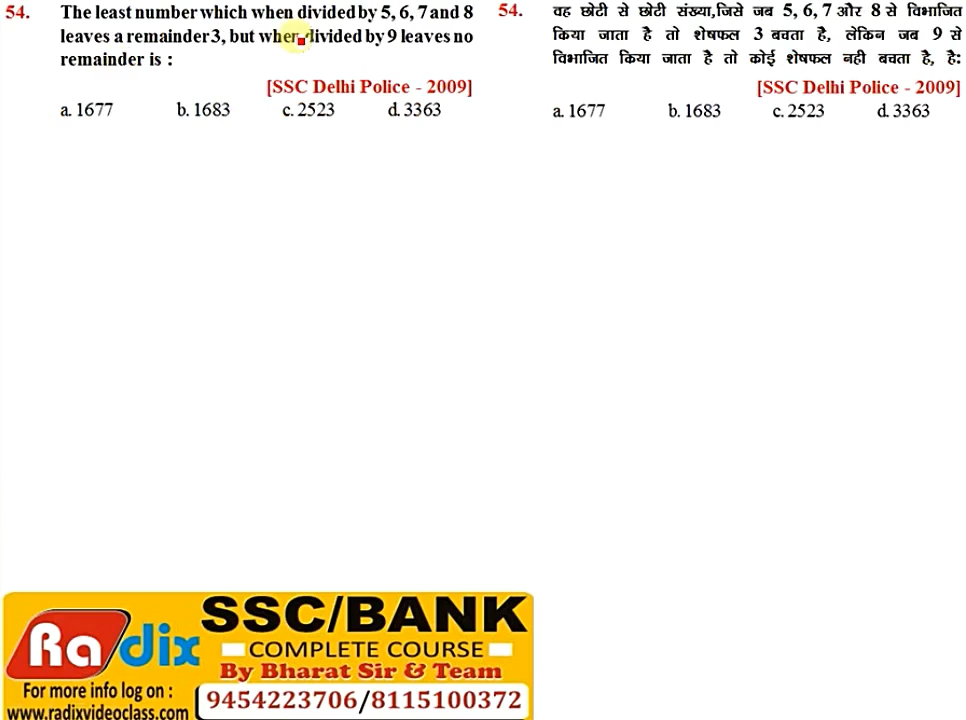 54. The least number which when divided by 5, 6, 7 and 8
leaves a remainder 3, but when divided by 9 leaves no
remainder is :
[SSC Delhi Police - 2009]
a. 1677 b. 1683 c. 2523 d. 3363
54. वह छोटी से छोटी संख्या,जिसे जब 5, 6, 7 और 8 से विभाजित
किया जाता है तो शेषफल 3 बचता है, लेकिन जब 9 से
विभाजित किया जाता है तो कोई शेषफल नही बचता है, है:
[SSC Delhi Police - 2009]
a. 1677 b. 1683 c. 2523 d. 3363
Radix
For more info log on :
www.radixvideoclass.com
SSC/BANK
COMPLETE COURSE
By Bharat Sir & Team
9454223706/8115100372